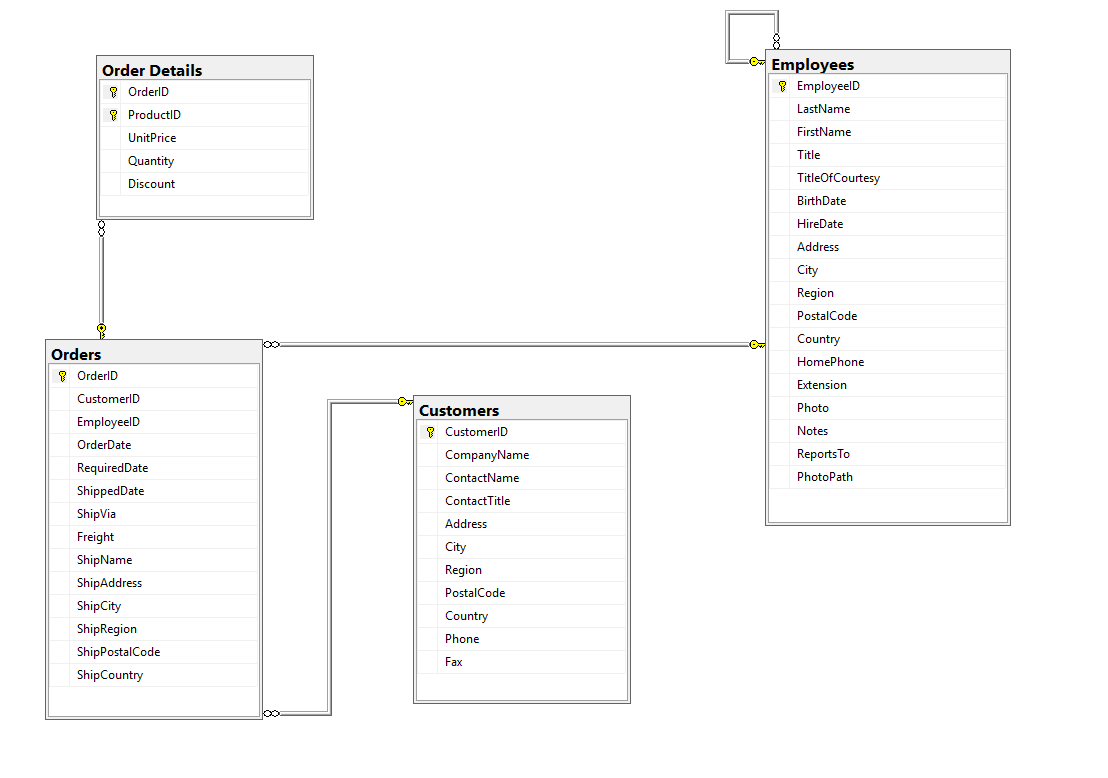 Order Details
OrderID
ProductID
UnitPrice
Quantity
Discount
Employees
EmployeeID
LastName
FirstName
Title
TitleOfCourtesy
BirthDate
HireDate
Address
City
Region
PostalCode
Country
HomePhone
Extension
Photo
Notes
ReportsTo
PhotoPath
Orders
OrderID
CustomerID
EmployeeID
OrderDate
RequiredDate
ShippedDate
ShipVia
Freight
ShipName
ShipAddress
ShipCity
ShipRegion
ShipPostalCode
ShipCountry
Customers
CustomerID
CompanyName
ContactName
ContactTitle
Address
City
Region
PostalCode
Country
Phone
Fax